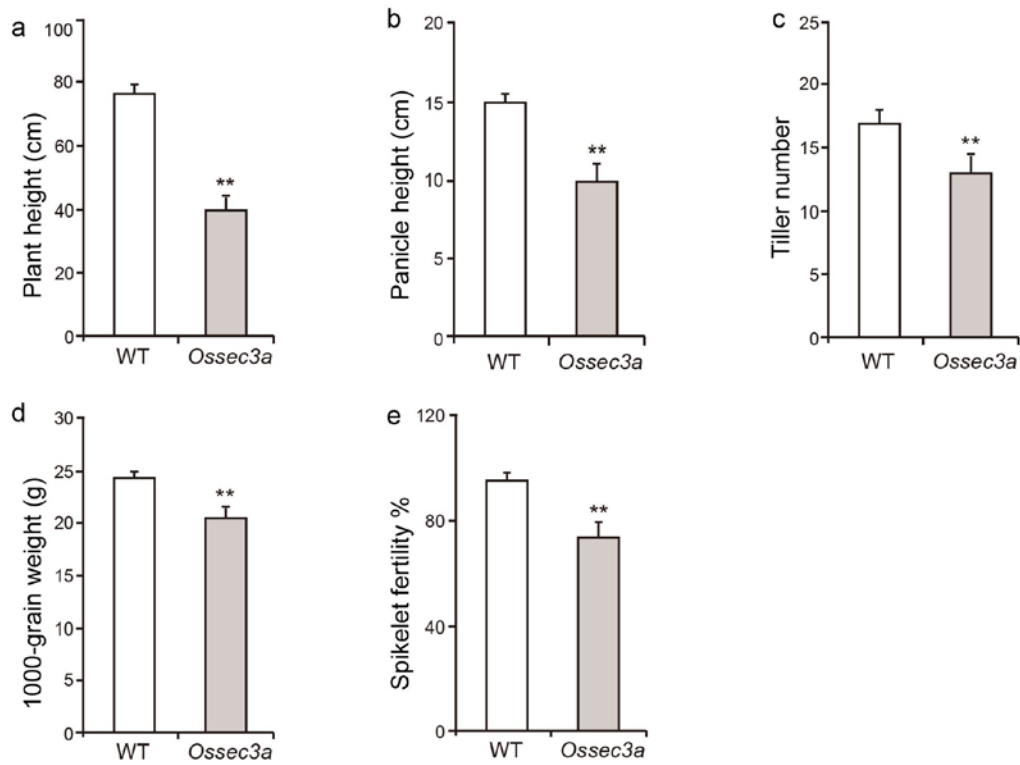 a
Plant height (cm)
100
80
60
40
20
0
**
WT
Ossec3a
b
Panicle height (cm)
20
15
10
5
0
**
WT
Ossec3a
c
Tiller number
25
20
15
10
5
0
**
WT
Ossec3a
d
1000-grain weight (g)
30
25
20
15
10
5
0
**
WT
Ossec3a
e
Spikelet fertility %
120
80
40
0
**
WT
Ossec3a